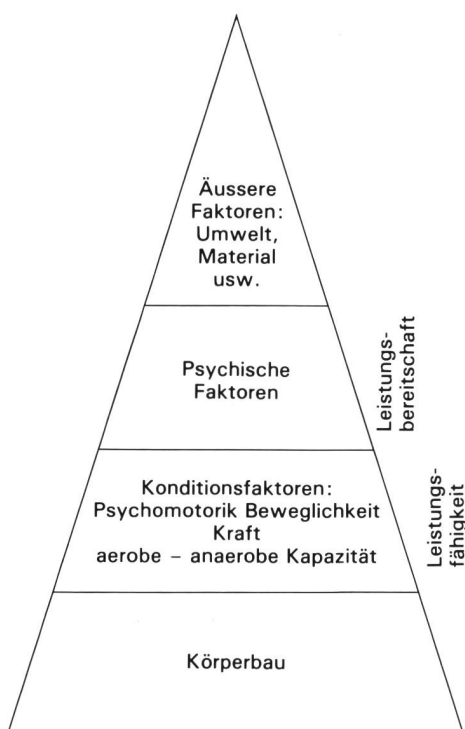 Äussere
Faktoren:
Umwelt,
Material
usw.
Psychische
Faktoren
Leistungs-
bereitschaft
Konditionsfaktoren:
Psychomotorik Beweglichkeit
Kraft
aerobe – anaerobe Kapazität
Leistungs-
fähigkeit
Körperbau